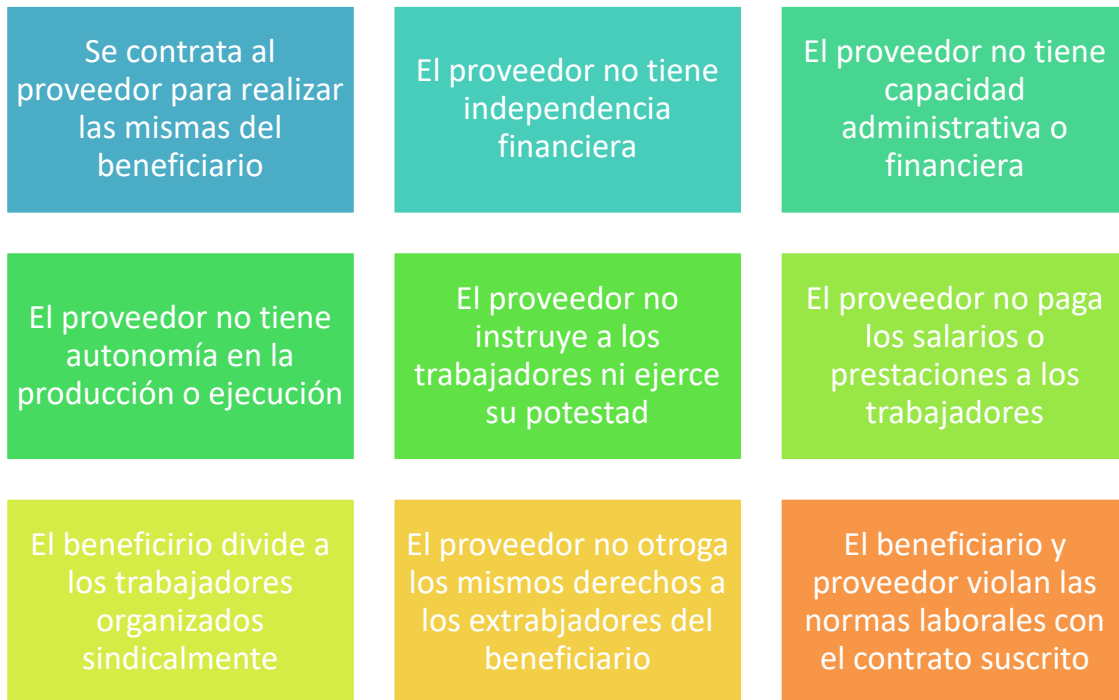 Se contrata al
proveedor para realizar
las mismas del
beneficiario
El proveedor no tiene
independencia
financiera
El proveedor no tiene
capacidad
administrativa o
financiera
El proveedor no tiene
autonomía en la
producción o ejecución
El proveedor no
instruye a los
trabajadores ni ejerce
su potestad
El proveedor no paga
los salarios o
prestaciones a los
trabajadores
El beneficirio divide a
los trabajadores
organizados
sindicalmente
El proveedor no otroga
los mismos derechos a
los extrabjadores del
beneficiario
El beneficiario y
proveedor violan las
normas laborales con
el contrato suscrito